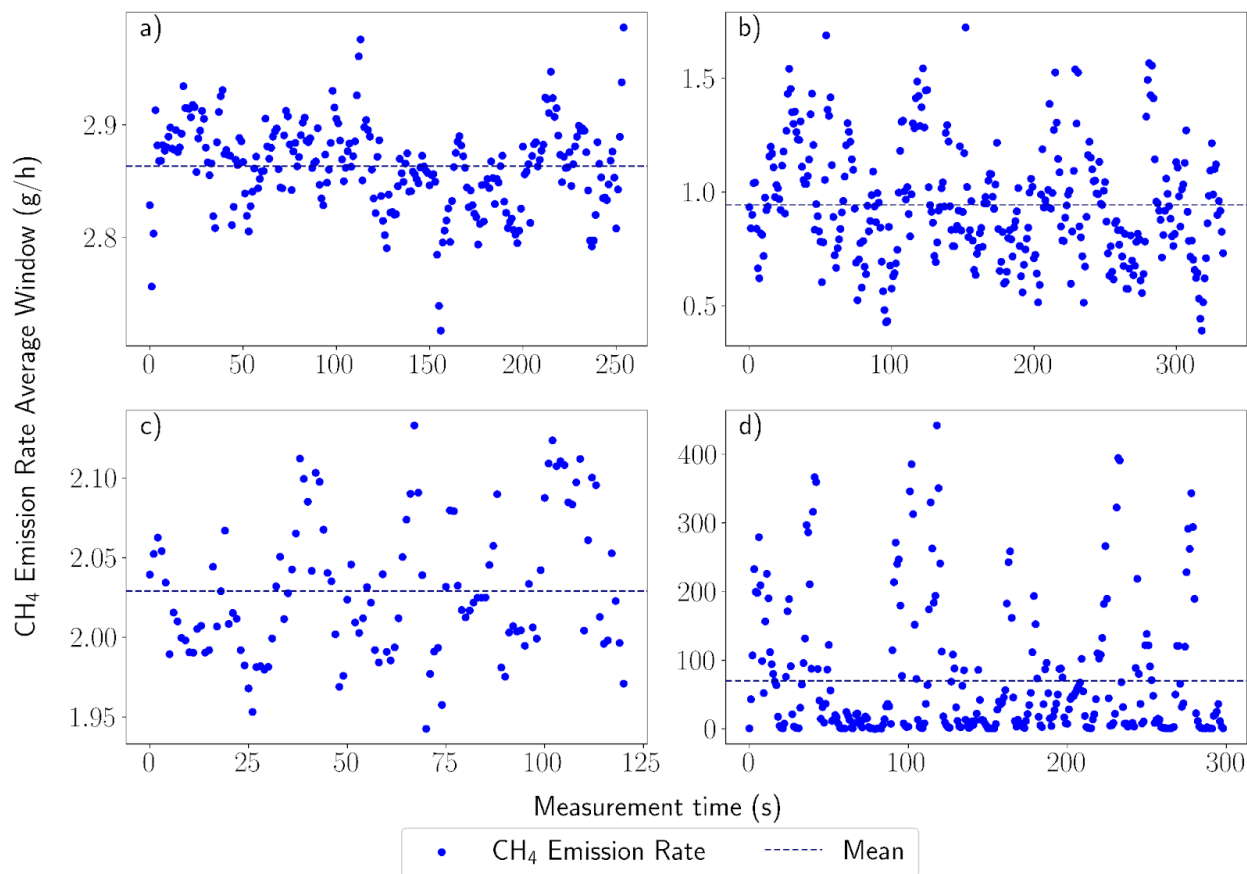 a)
2.9
2.8
0 50 100 150 200 250
b)
1.5
1.0
0.5
0 100 200 300
c)
2.10
2.05
2.00
1.95
0 25 50 75 100 125
d)
400
300
200
100
0
0 100 200 300
CH4 Emission Rate Average Window (g/h)
Measurement time (s)
CH4 Emission Rate Mean